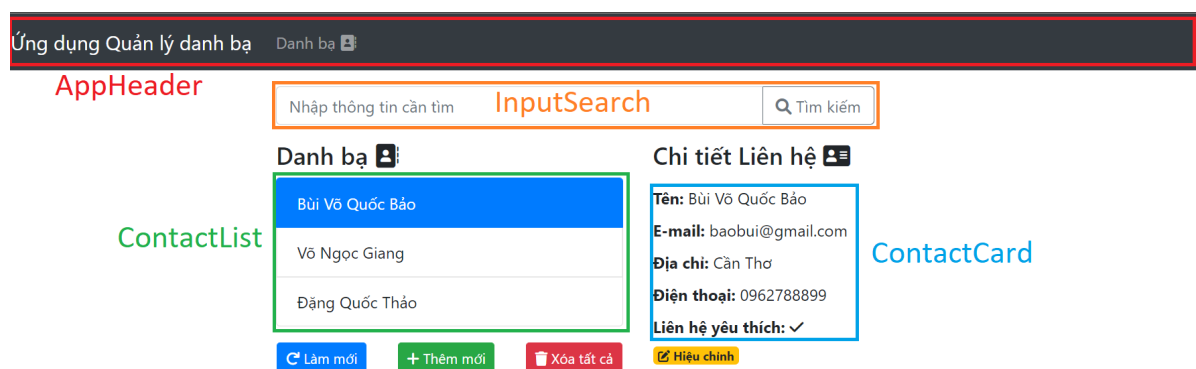 Ứng dụng Quản lý danh bạ Danh bạ
AppHeader
Nhập thông tin cần tìm InputSearch Tìm kiếm
Danh bạ
Chi tiết Liên hệ
Bùi Võ Quốc Bảo
Võ Ngọc Giang
Đặng Quốc Thảo
ContactList
Tên: Bùi Võ Quốc Bảo
E-mail: baobui@gmail.com
Địa chỉ: Cần Thơ
Điện thoại: 0962788899
Liên hệ yêu thích: ✓
ContactCard
Làm mới
Thêm mới
Xóa tất cả
Hiệu chỉnh